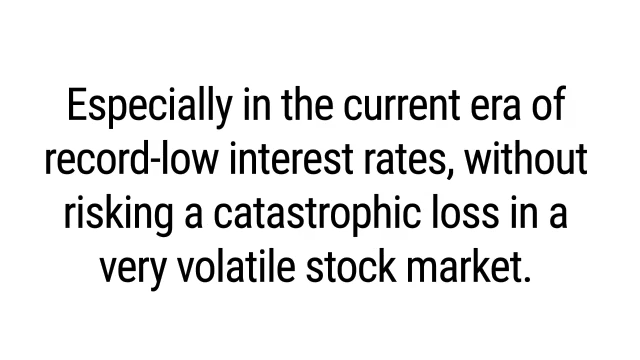 Especially in the current era of
record-low interest rates, without
risking a catastrophic loss in a
very volatile stock market.